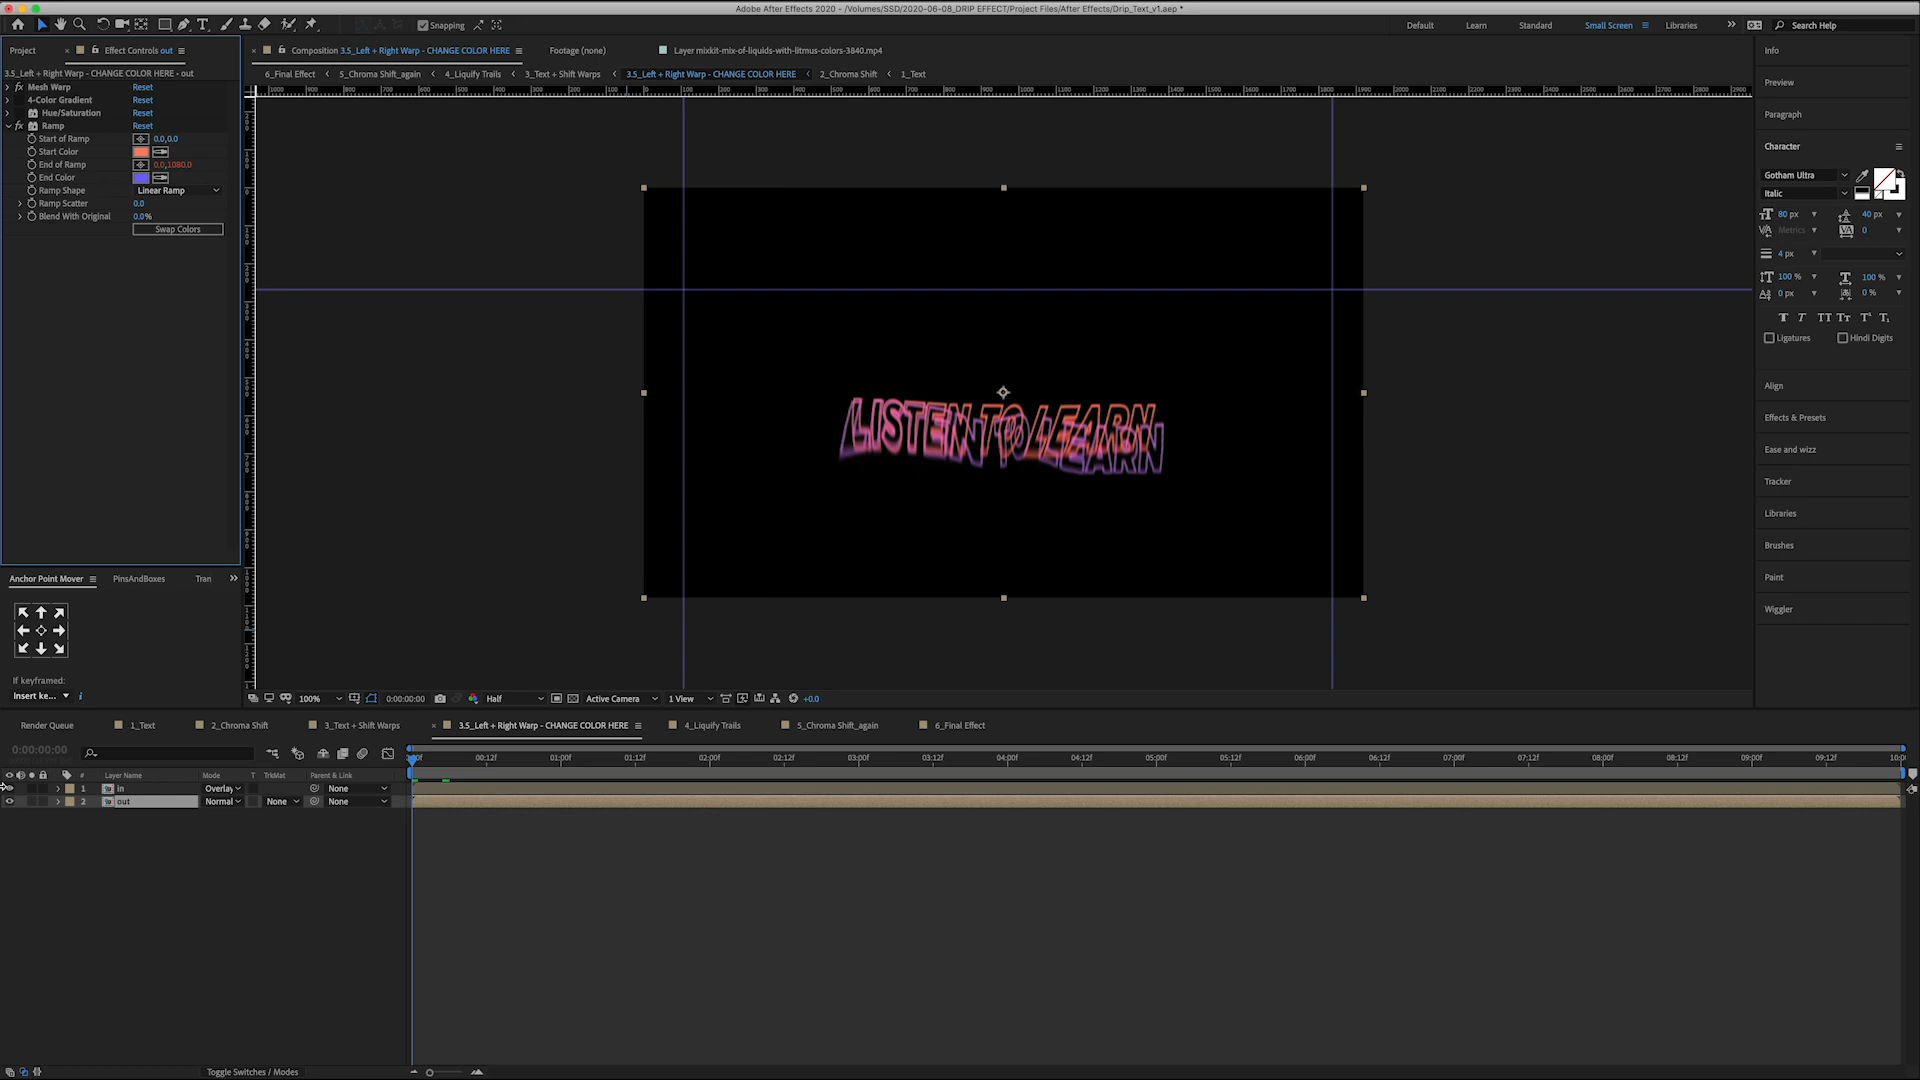 Adobe After Effects 2020 - /Volumes/SSD/2020-06-08_DRIP EFFECT/Project Files/After Effects/Drip_Text_v1.aep *
Snapping
Default
Learn
Standard
Small Screen
Libraries
Search Help
Project
Effect Controls out
Composition 3.5_Left + Right Warp - CHANGE COLOR HERE
Footage (none)
Layer mixkit-mix-of-liquids-with-litmus-colors-3840.mp4
Info
3.5_Left + Right Warp - CHANGE COLOR HERE • out
6_Final Effect
5_Chroma Shift_again
4_Liquify Trails
3_Text + Shift Warps
3.5_Left + Right Warp - CHANGE COLOR HERE
2_Chroma Shift
1_Text
Mesh Warp Reset
4-Color Gradient Reset
Hue/Saturation Reset
Ramp Reset
Start of Ramp 0.0,0.0
Start Color
End of Ramp 0.0,1080.0
End Color
Ramp Shape Linear Ramp
Ramp Scatter 0.0
Blend With Original 0.0%
Swap Colors
Preview
Paragraph
Character
Gotham Ultra
Italic
80 px 40 px
Metrics 0
4 px
100 % 100 %
0 px 0 %
T T TT Tt T¹ T₁
Ligatures Hindi Digits
Align
Effects & Presets
Ease and wizz
Tracker
Libraries
Brushes
Paint
Wiggler
LISTEN TO LEARN
LISTEN TO LEARN
Anchor Point Mover
PinsAndBoxes
Tran
If keyframed:
Insert ke...
100%
0:00:00:00
Half
Active Camera
1 View
+0.0
Render Queue
1_Text
2_Chroma Shift
3_Text + Shift Warps
3.5_Left + Right Warp - CHANGE COLOR HERE
4_Liquify Trails
5_Chroma Shift_again
6_Final Effect
0:00:00:00
00:12f 01:00f 01:12f 02:00f 02:12f 03:00f 03:12f 04:00f 04:12f 05:00f 05:12f 06:00f 06:12f 07:00f 07:12f 08:00f 08:12f 09:00f 09:12f
# Layer Name Mode T TrkMat Parent & Link
1 in Overlay None
2 out Normal None None
Toggle Switches / Modes